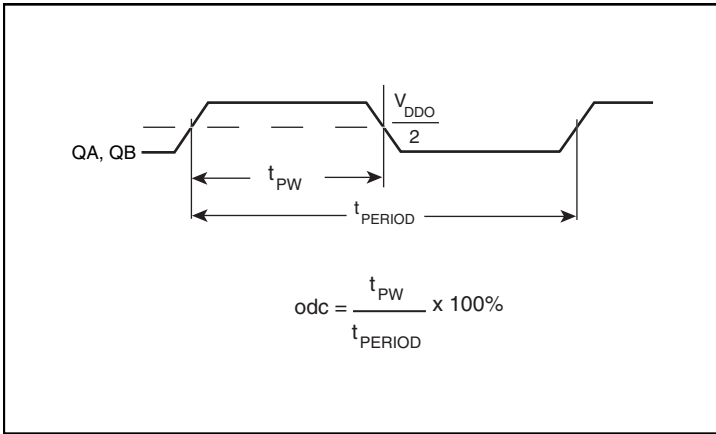 V_DDO
2
QA, QB
t_PW
t_PERIOD
odc = t_PW / t_PERIOD x 100%